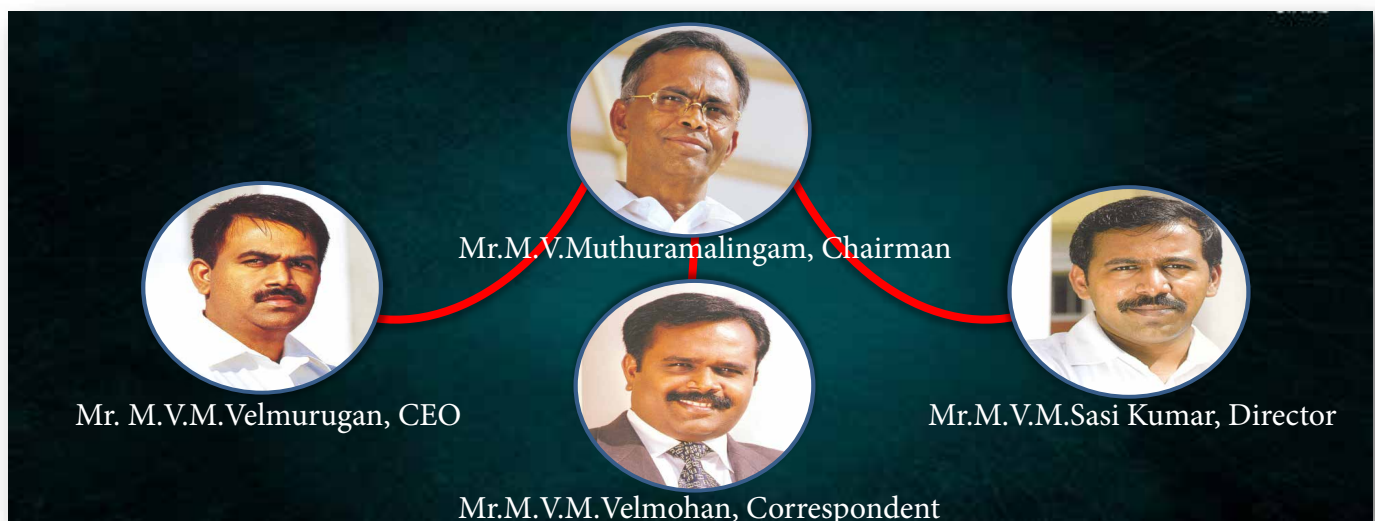 Mr.M.V.Muthuramalingam, Chairman
Mr. M.V.M.Velmurugan, CEO
Mr.M.V.M.Sasi Kumar, Director
Mr.M.V.M.Velmohan, Correspondent